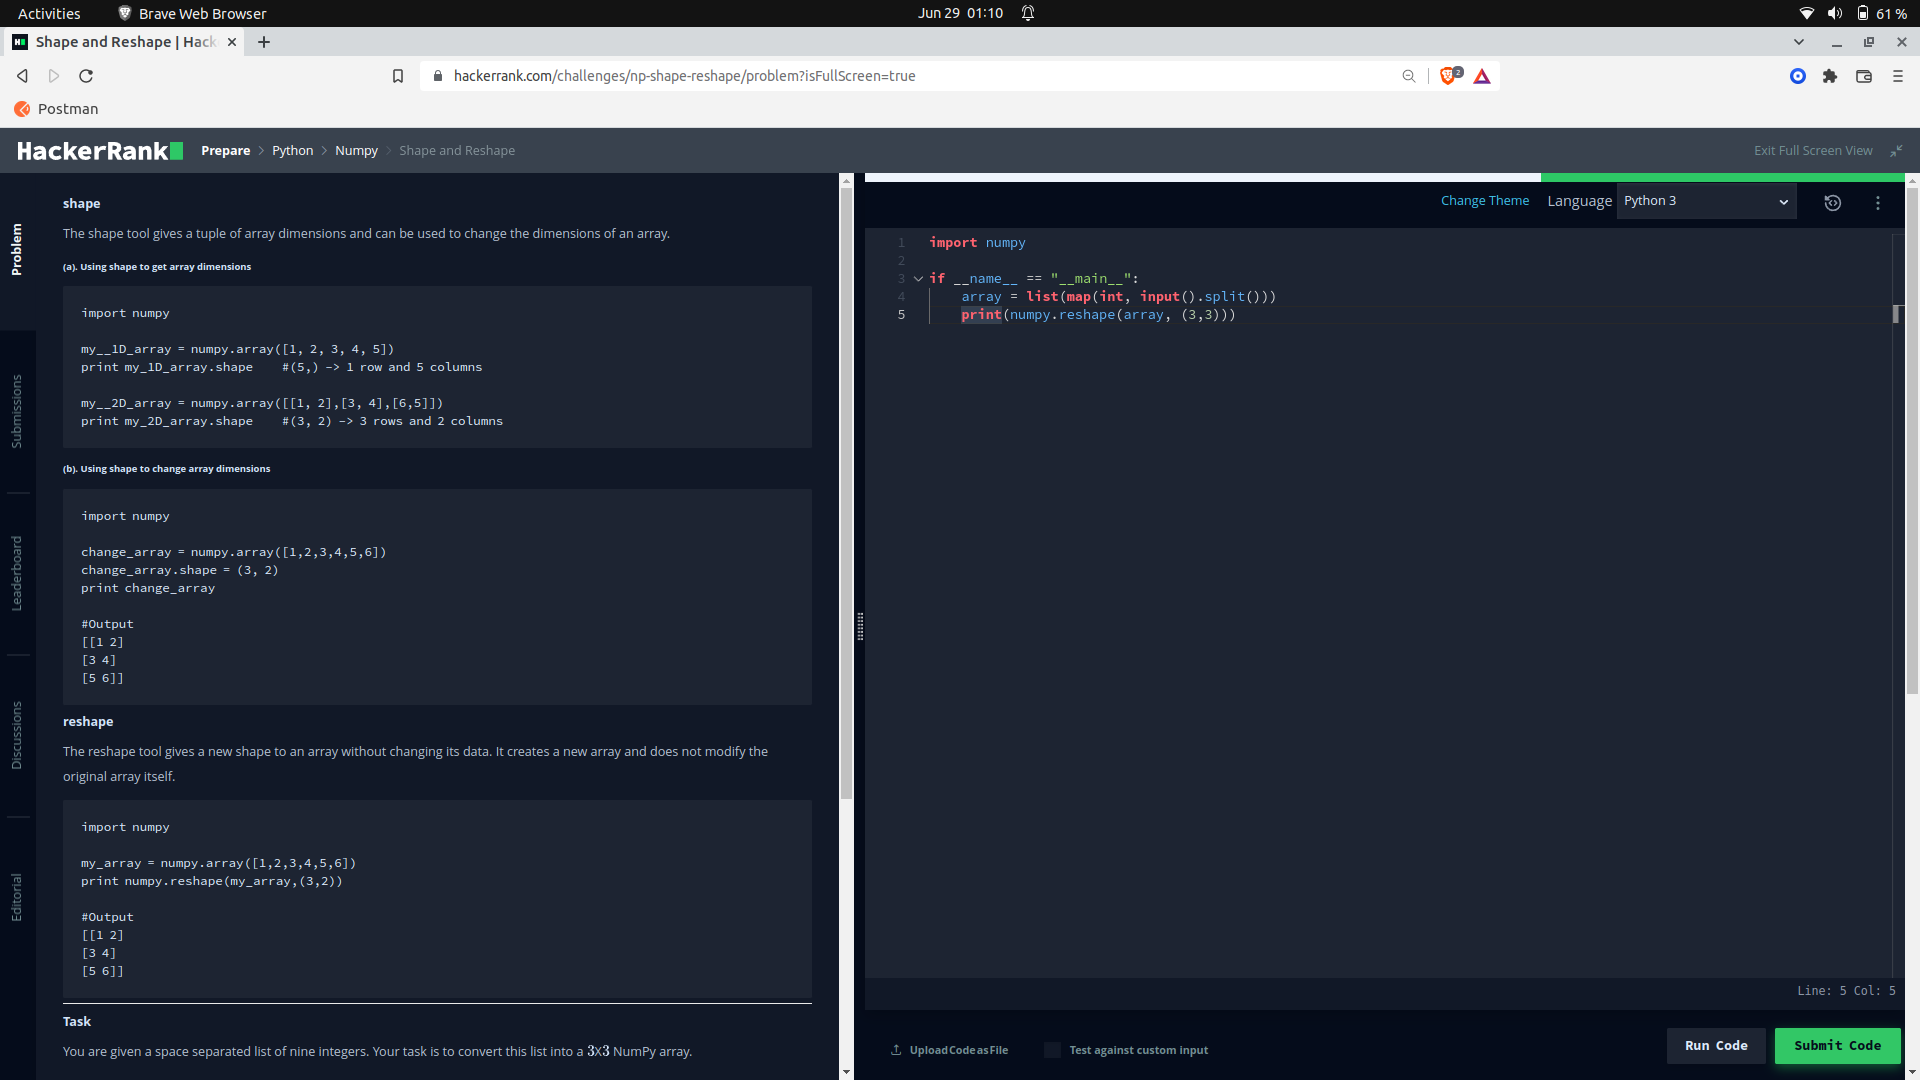 Activities
Brave Web Browser
Jun 29 01:10
61 %
Shape and Reshape | Hack
hackerrank.com/challenges/np-shape-reshape/problem?isFullScreen=true
2
Postman
HackerRank
Prepare > Python > Numpy > Shape and Reshape
Exit Full Screen View
Problem
Submissions
Leaderboard
Discussions
Editorial
shape
The shape tool gives a tuple of array dimensions and can be used to change the dimensions of an array.
(a). Using shape to get array dimensions
import numpy
my__1D_array = numpy.array([1, 2, 3, 4, 5])
print my_1D_array.shape    #(5,) -> 1 row and 5 columns
my__2D_array = numpy.array([[1, 2],[3, 4],[6,5]])
print my_2D_array.shape    #(3, 2) -> 3 rows and 2 columns
(b). Using shape to change array dimensions
import numpy
change_array = numpy.array([1,2,3,4,5,6])
change_array.shape = (3, 2)
print change_array
#Output
[[1 2]
[3 4]
[5 6]]
reshape
The reshape tool gives a new shape to an array without changing its data. It creates a new array and does not modify the
original array itself.
import numpy
my_array = numpy.array([1,2,3,4,5,6])
print numpy.reshape(my_array,(3,2))
#Output
[[1 2]
[3 4]
[5 6]]
Task
You are given a space separated list of nine integers. Your task is to convert this list into a 3X3 NumPy array.
Change Theme
Language
Python 3
1 import numpy
2
3 if __name__ == "__main__":
4     array = list(map(int, input().split()))
5     print(numpy.reshape(array, (3,3)))
Line: 5 Col: 5
Upload Code as File
Test against custom input
Run Code
Submit Code